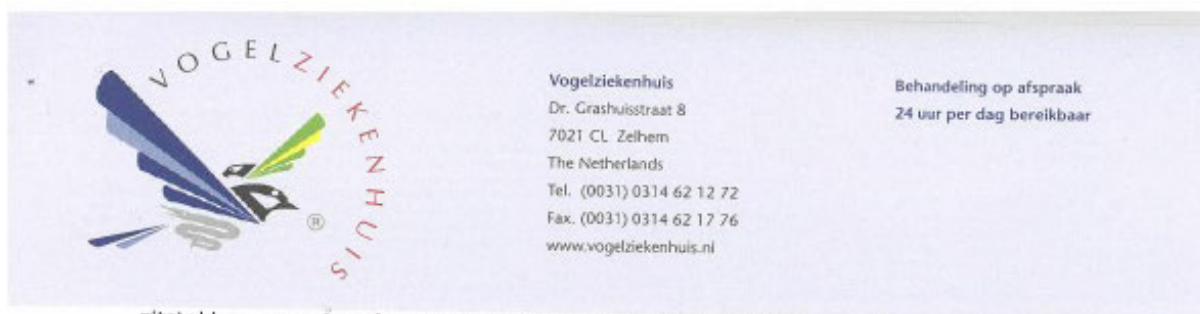 VOGELZIEKENHUIS
®
Vogelziekenhuis
Dr. Grashuisstraat 8
7021 CL Zelhem
The Netherlands
Tel. (0031) 0314 62 12 72
Fax. (0031) 0314 62 17 76
www.vogelziekenhuis.nl
Behandeling op afspraak
24 uur per dag bereikbaar